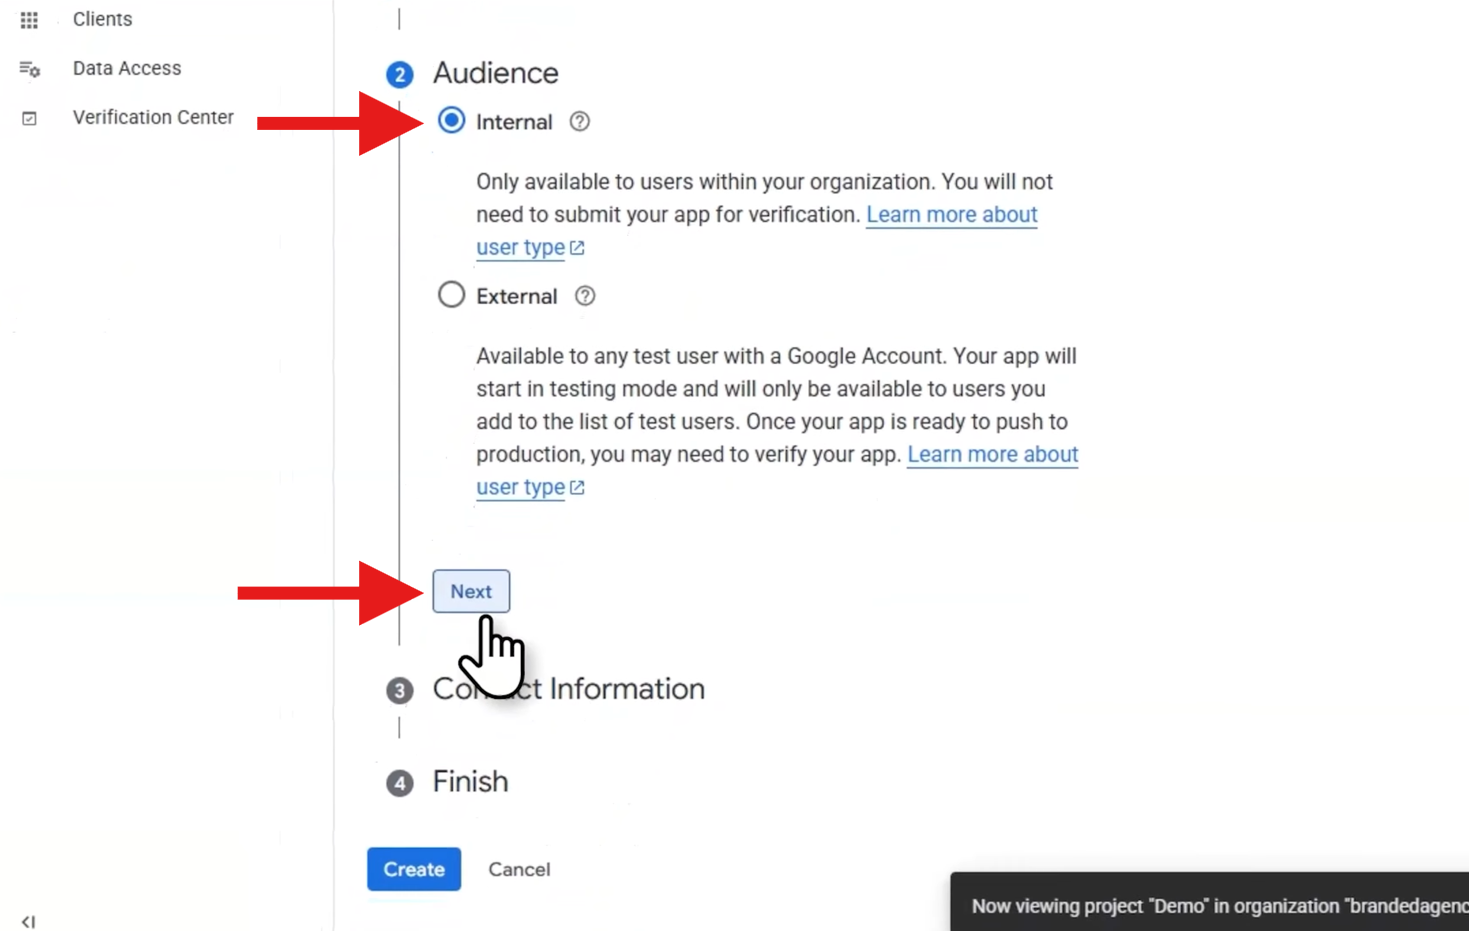 Clients
Data Access
Verification Center
2 Audience
Internal
Only available to users within your organization. You will not
need to submit your app for verification. Learn more about
user type
External
Available to any test user with a Google Account. Your app will
start in testing mode and will only be available to users you
add to the list of test users. Once your app is ready to push to
production, you may need to verify your app. Learn more about
user type
Next
3 Information
4 Finish
Create Cancel
Now viewing project "Demo" in organization "brandedagenc